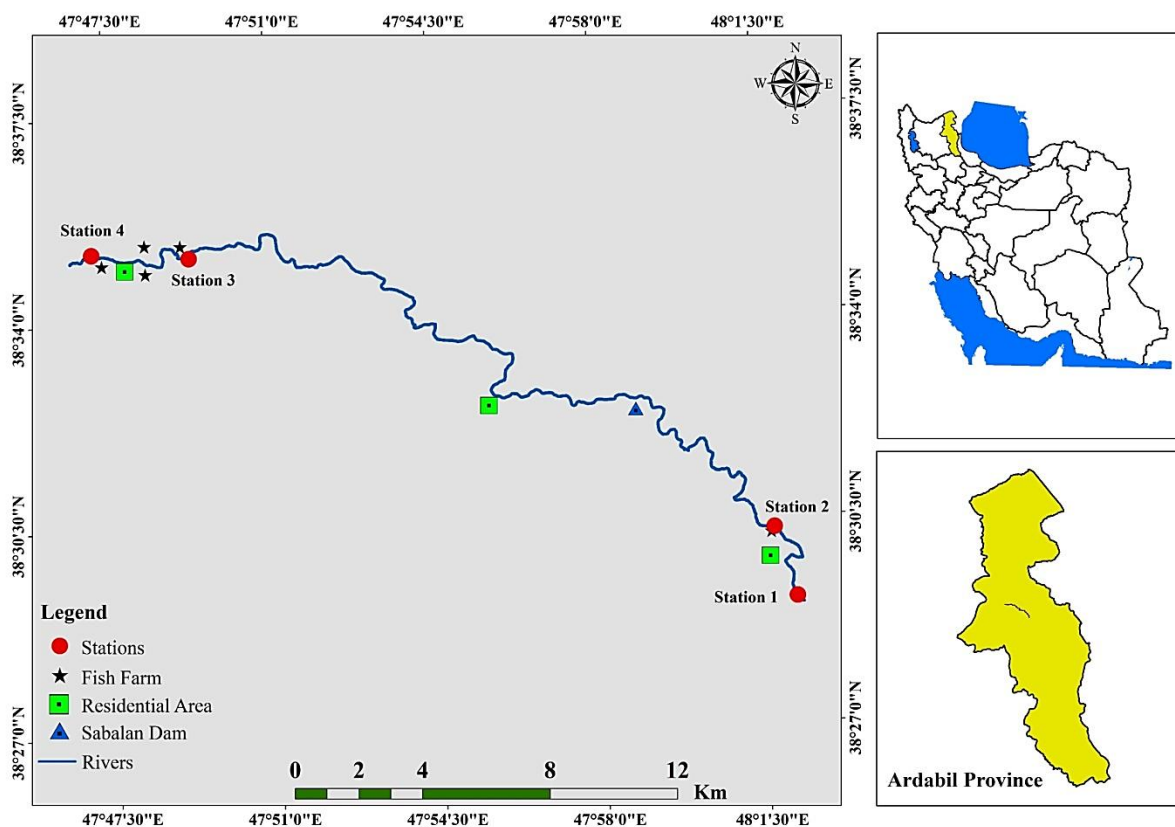 47°47'30"E 47°51'0"E 47°54'30"E 47°58'0"E 48°1'30"E
N
W E
S
38°37'30"N
38°37'30"N
Station 4
Station 3
38°34'0"N
38°34'0"N
Station 2
38°30'30"N
38°30'30"N
Station 1
Legend
Stations
Fish Farm
Residential Area
Sabalan Dam
Rivers
38°27'0"N
38°27'0"N
0 2 4 8 12
Km
47°47'30"E 47°51'0"E 47°54'30"E 47°58'0"E 48°1'30"E
Ardabil Province